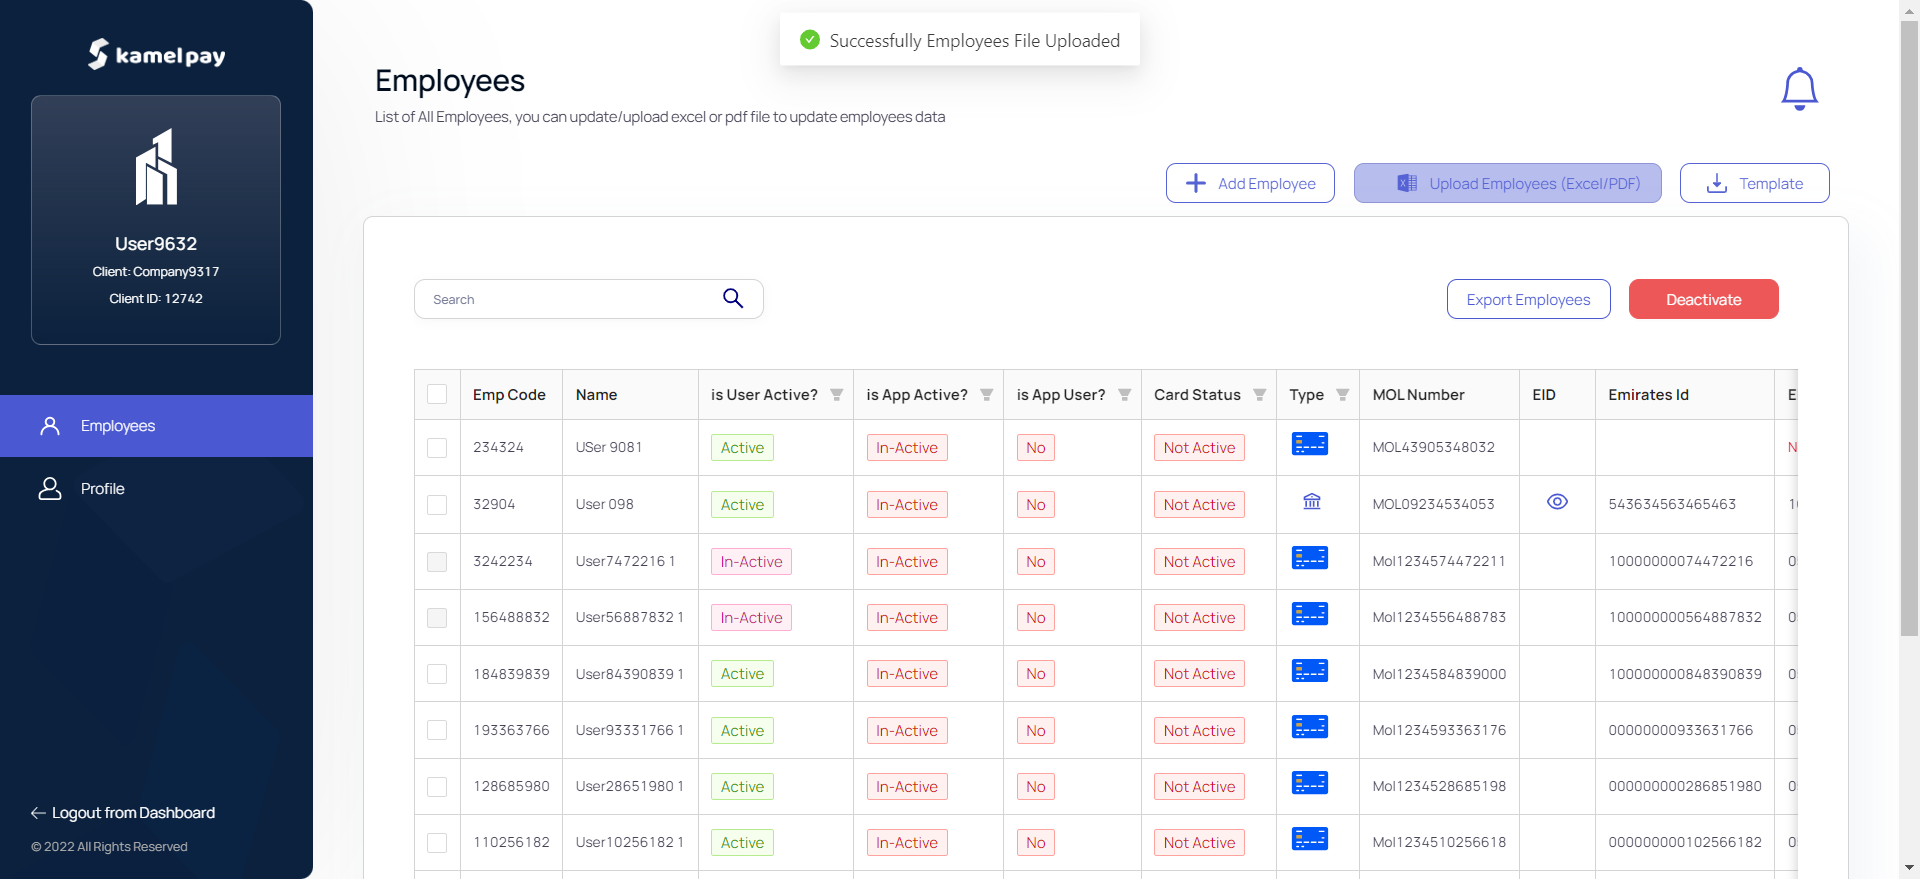 kamelpay
User9632
Client: Company9317
Client ID: 12742
Employees
Profile
Logout from Dashboard
© 2022 All Rights Reserved
Successfully Employees File Uploaded
Employees
List of All Employees, you can update/upload excel or pdf file to update employees data
Add Employee
Upload Employees (Excel/PDF)
Template
Search
Export Employees
Deactivate
Emp Code Name is User Active? is App Active? is App User? Card Status Type MOL Number EID Emirates Id
234324 USer 9081 Active In-Active No Not Active MOL43905348032
32904 User 098 Active In-Active No Not Active MOL09234534053 543634563465463
3242234 User7472216 1 In-Active In-Active No Not Active Mol1234574472211 10000000074472216
156488832 User56887832 1 In-Active In-Active No Not Active Mol1234556488783 100000000564887832
184839839 User84390839 1 Active In-Active No Not Active Mol1234584839000 100000000848390839
193363766 User93331766 1 Active In-Active No Not Active Mol1234593363176 00000000933631766
128685980 User28651980 1 Active In-Active No Not Active Mol1234528685198 000000000286851980
110256182 User10256182 1 Active In-Active No Not Active Mol1234510256618 000000000102566182